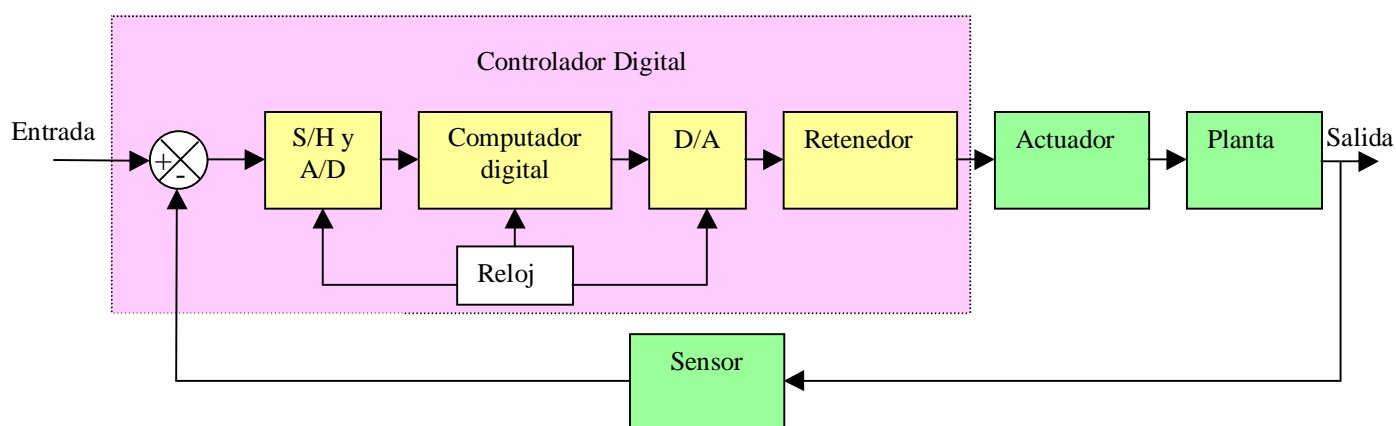 Controlador Digital
Entrada
+
-
S/H y
A/D
Computador
digital
D/A
Retenedor
Actuador
Planta
Salida
Reloj
Sensor